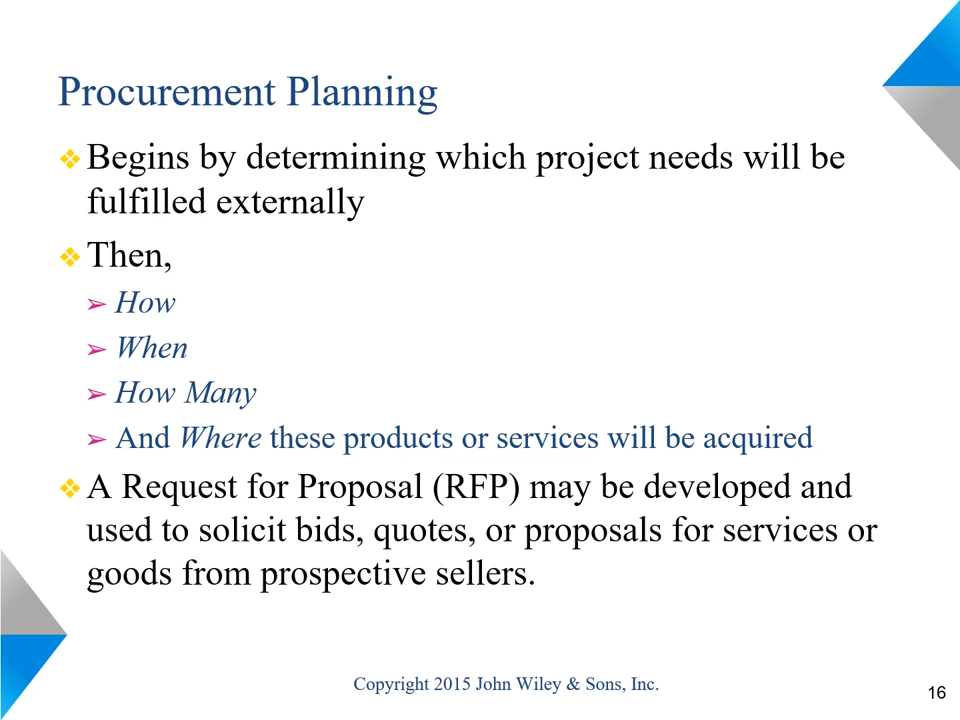 Procurement Planning
❖ Begins by determining which project needs will be
fulfilled externally
❖ Then,
➢ How
➢ When
➢ How Many
➢ And Where these products or services will be acquired
❖ A Request for Proposal (RFP) may be developed and
used to solicit bids, quotes, or proposals for services or
goods from prospective sellers.
Copyright 2015 John Wiley & Sons, Inc.
16